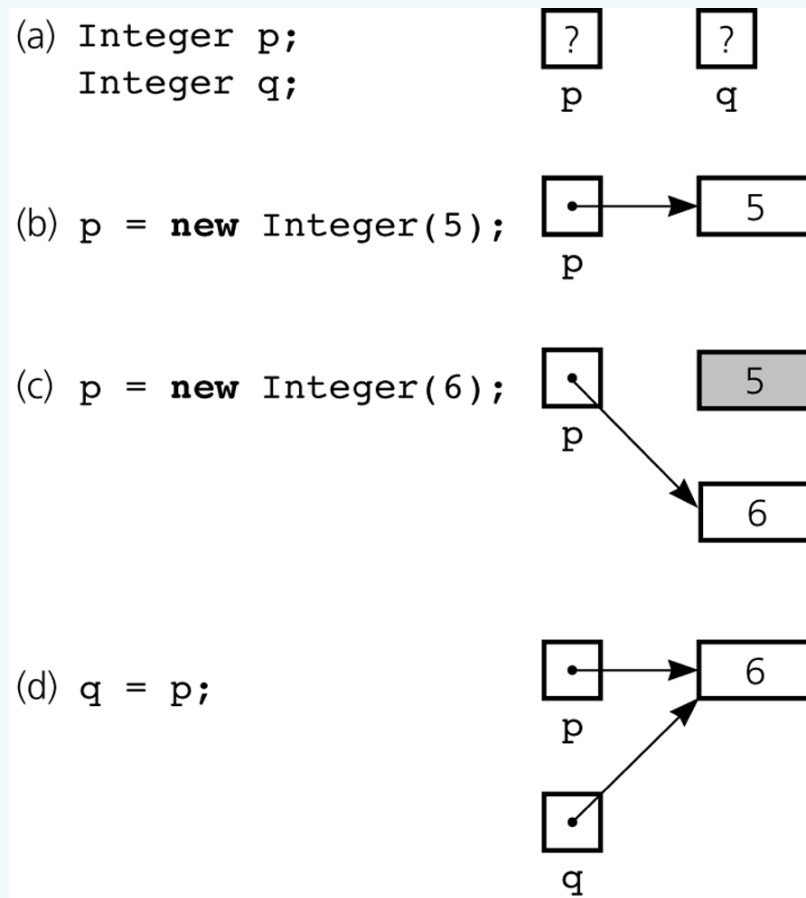 (a) Integer p;
Integer q;
? ?
p q
(b) p = new Integer(5);
5
p
(c) p = new Integer(6);
5
p
6
(d) q = p;
6
p
q